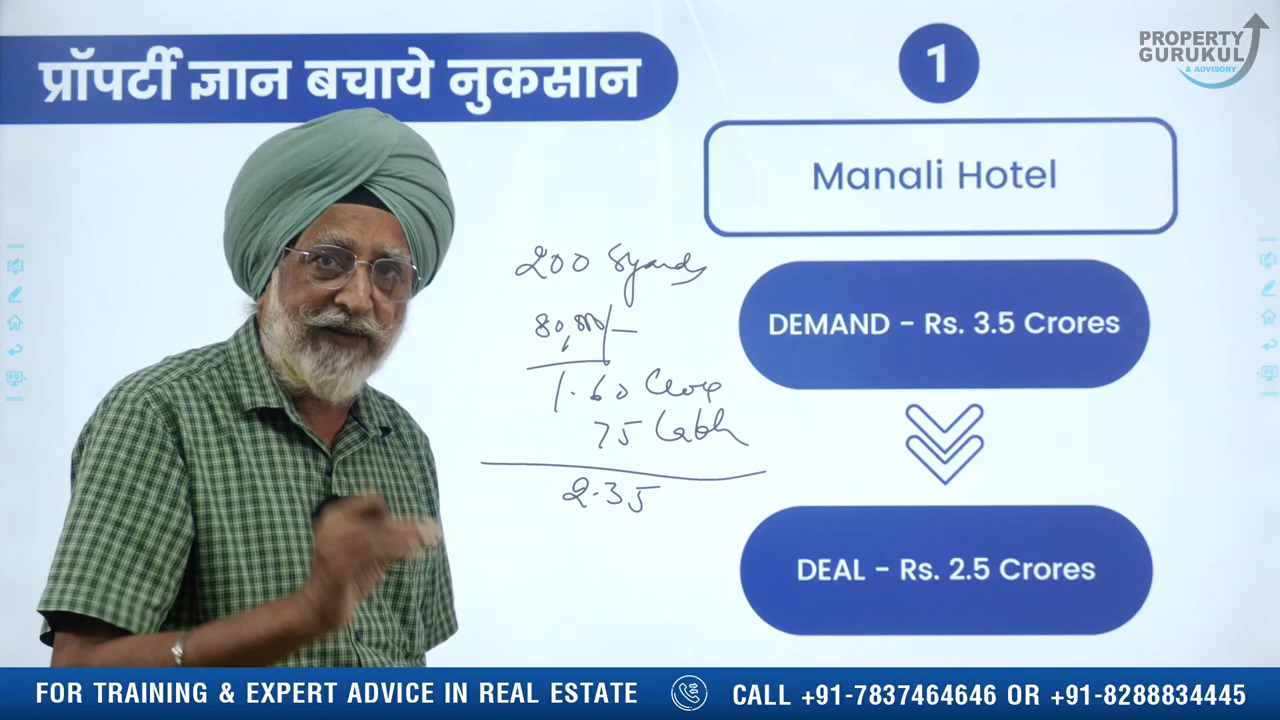 प्रॉपर्टी ज्ञान बचाये नुकसान
1
PROPERTY
GURUKUL
& ADVISORY
Manali Hotel
200 Syards
80,000/-
1.60 Crore
75 Lakh
2.35
DEMAND - Rs. 3.5 Crores
DEAL - Rs. 2.5 Crores
FOR TRAINING & EXPERT ADVICE IN REAL ESTATE
CALL +91-7837464646 OR +91-8288834445